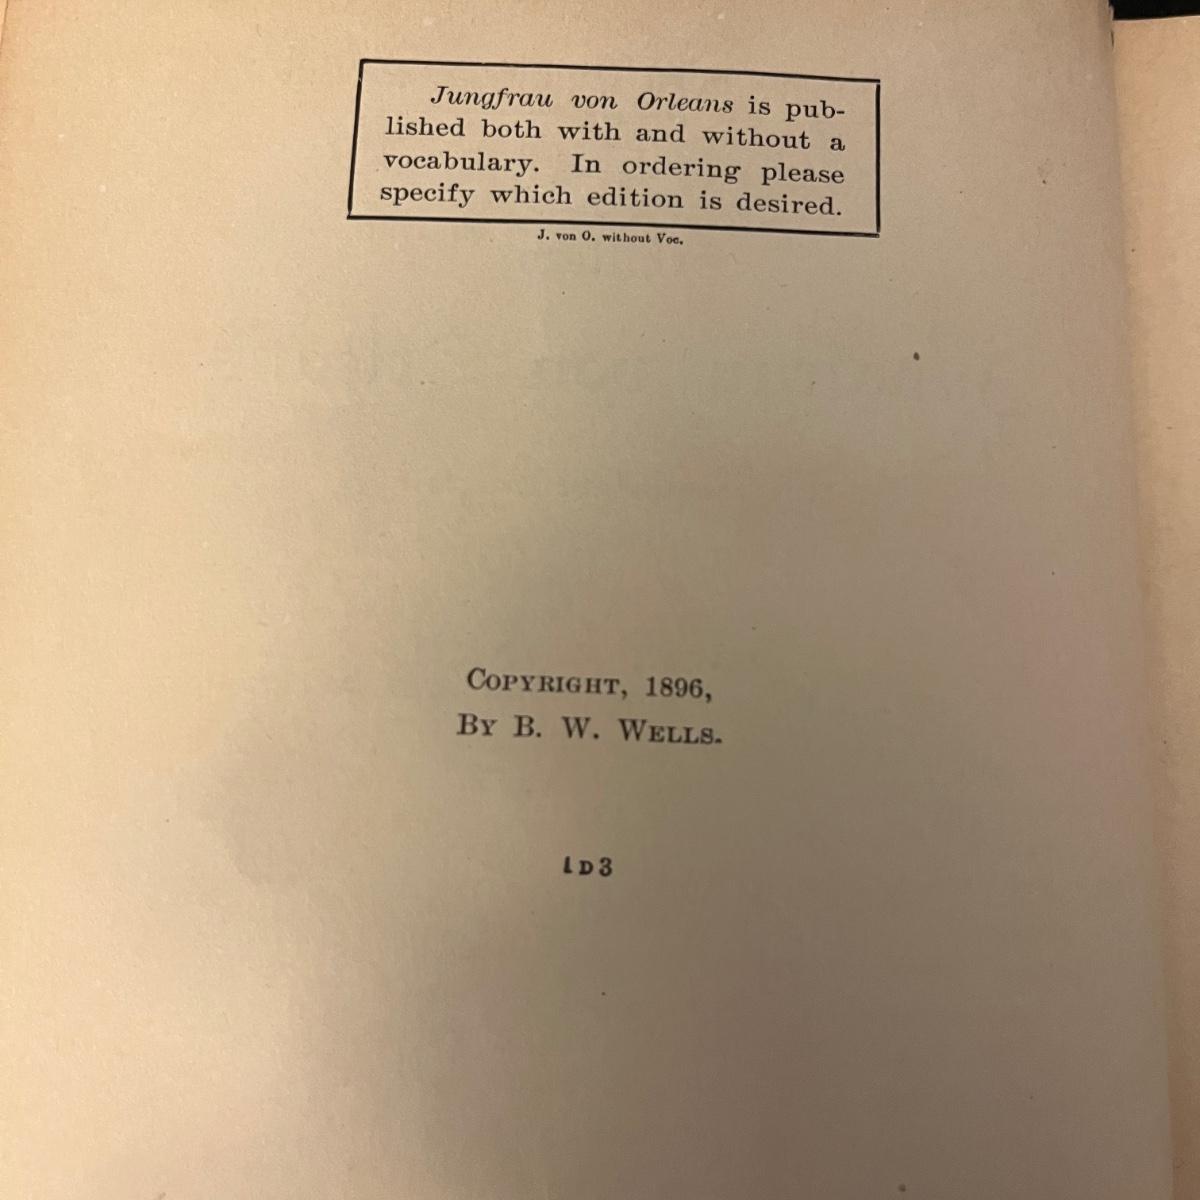 Jungfrau von Orleans is pub-
lished both with and without a
vocabulary. In ordering please
specify which edition is desired.
J. von O. without Voc.
COPYRIGHT, 1896,
BY B. W. WELLS.
1 D 3